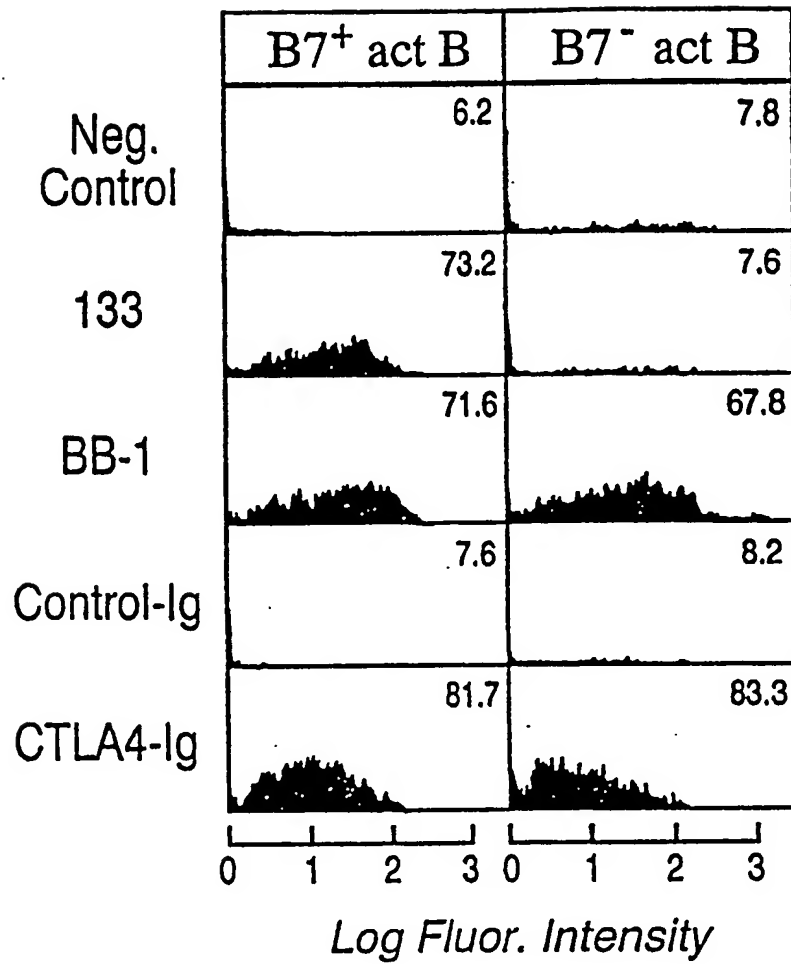 B7⁺ act B B7⁻ act B
Neg.
Control
6.2 7.8
133 73.2 7.6
BB-1 71.6 67.8
Control-Ig 7.6 8.2
CTLA4-Ig 81.7 83.3
0 1 2 3 0 1 2 3
Log Fluor. Intensity